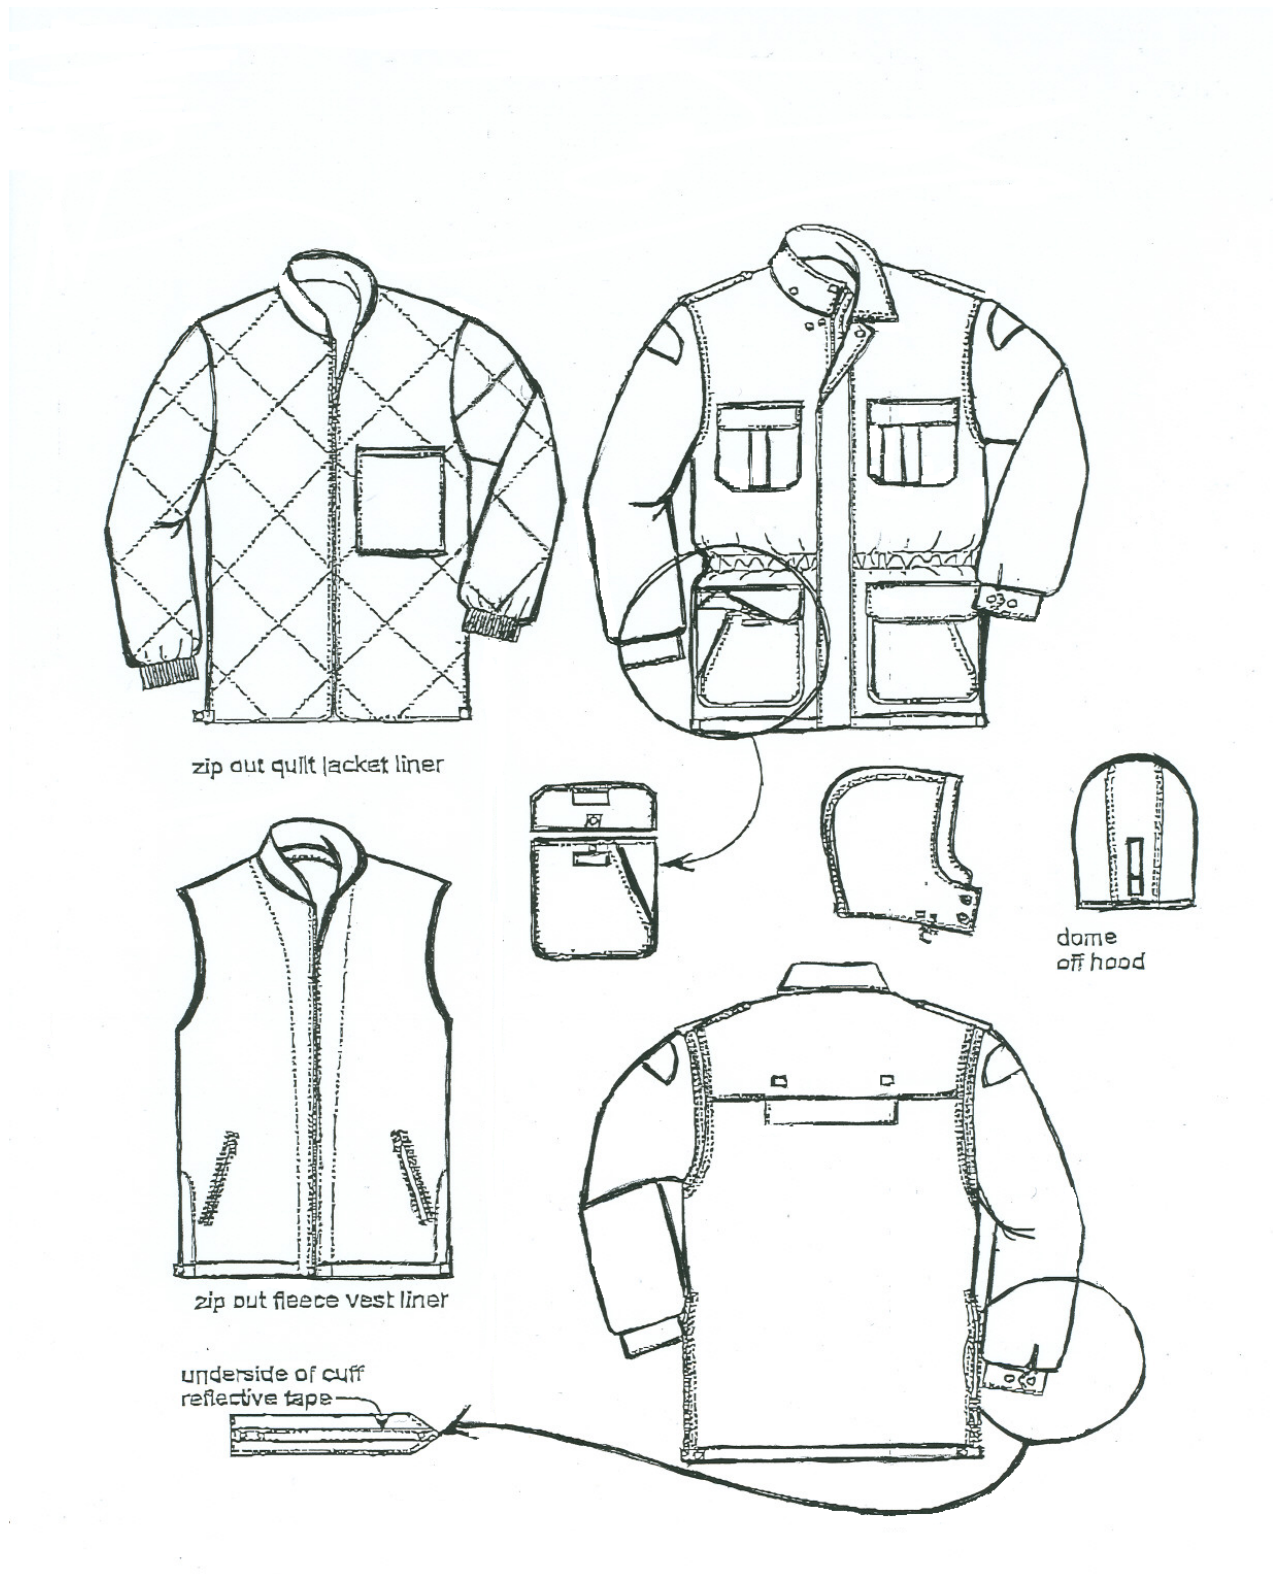 zip out quilt jacket liner
dome
off hood
zip out fleece vest liner
underside of cuff
reflective tape